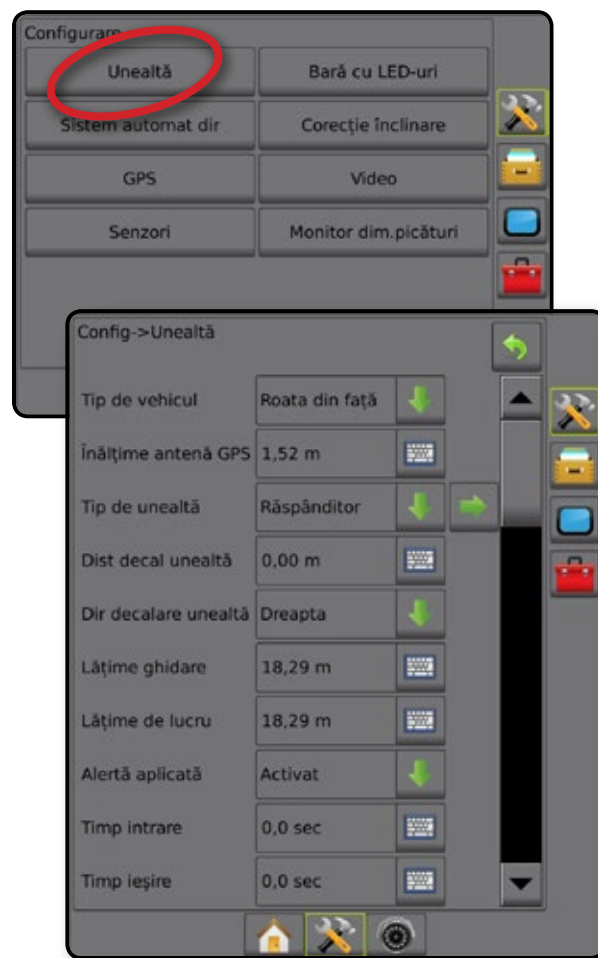 Configurare
Unealtă Bară cu LED-uri
Sistem automat dir Corecție înclinare
GPS Video
Senzori Monitor dim.picături
Config->Unealtă
Tip de vehicul Roata din față
Înălțime antenă GPS 1,52 m
Tip de unealtă Răspânditor
Dist decal unealtă 0,00 m
Dir decalare unealtă Dreapta
Lățime ghidare 18,29 m
Lățime de lucru 18,29 m
Alertă aplicată Activat
Timp intrare 0,0 sec
Timp ieșire 0,0 sec